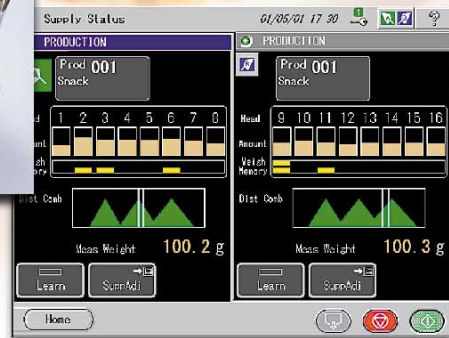 Supply Status
01/05/01 17 30
PRODUCTION
Prod 001
Snack
1 2 3 4 5 6 7 8
Amount
Weigh
Dist Comb
Meas Weight 100.2 g
Learn
SuppAdj
PRODUCTION
Prod 001
Snack
Head 9 10 11 12 13 14 15 16
Amount
Weigh
Memory
Dist Comb
Meas Weight 100.3 g
Learn
SuppAdj
Home